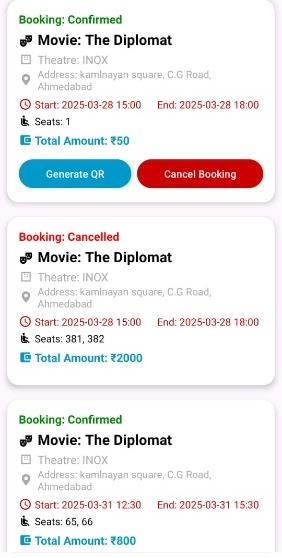 Booking: Confirmed
Movie: The Diplomat
Theatre: INOX
Address: kamlnayan square, C.G Road,
Ahmedabad
Start: 2025-03-28 15:00 End: 2025-03-28 18:00
Seats: 1
Total Amount: ₹50
Generate QR Cancel Booking
Booking: Cancelled
Movie: The Diplomat
Theatre: INOX
Address: kamlnayan square, C.G Road,
Ahmedabad
Start: 2025-03-28 15:00 End: 2025-03-28 18:00
Seats: 381, 382
Total Amount: ₹2000
Booking: Confirmed
Movie: The Diplomat
Theatre: INOX
Address: kamlnayan square, C.G Road,
Ahmedabad
Start: 2025-03-31 12:30 End: 2025-03-31 15:30
Seats: 65, 66
Total Amount: ₹800